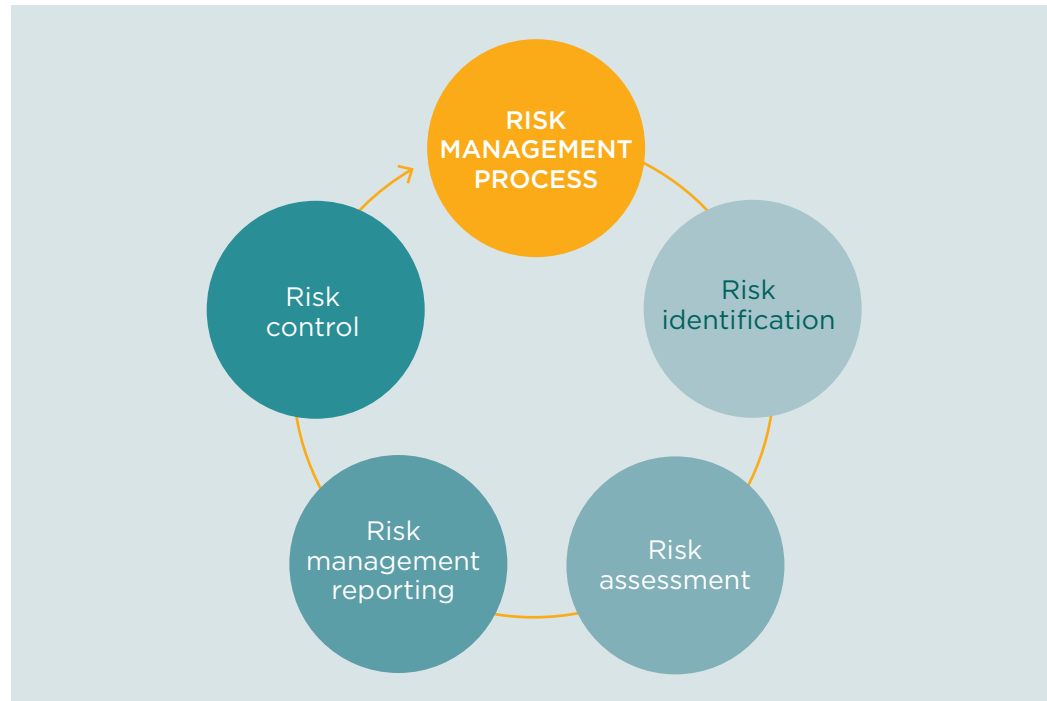 RISK
MANAGEMENT
PROCESS
Risk
identification
Risk
assessment
Risk
management
reporting
Risk
control